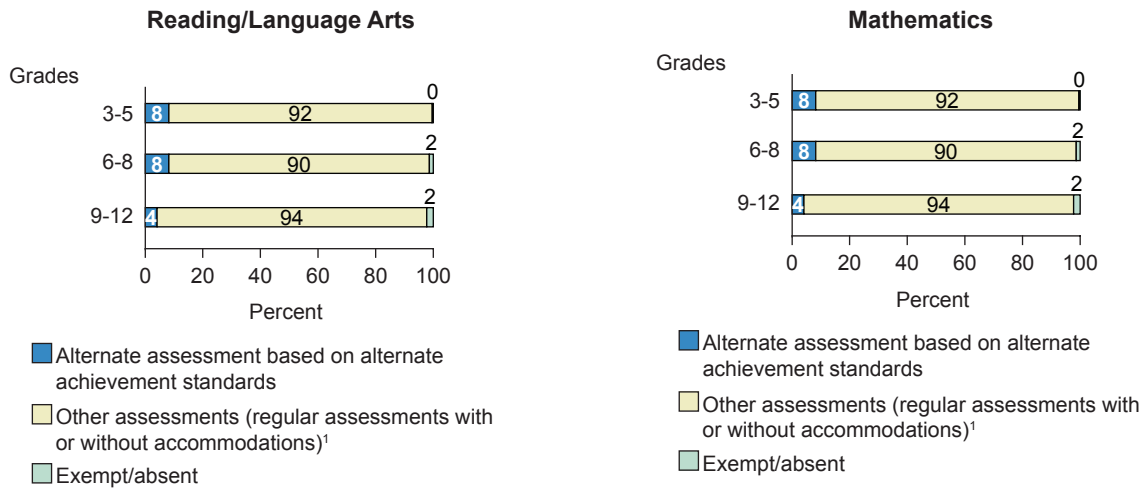 Reading/Language Arts
Grades
0
3-5 8 92
2
6-8 8 90
2
9-12 4 94
0 20 40 60 80 100
Percent
Alternate assessment based on alternate
achievement standards
Other assessments (regular assessments with
or without accommodations)¹
Exempt/absent
Mathematics
Grades
0
3-5 8 92
2
6-8 8 90
2
9-12 4 94
0 20 40 60 80 100
Percent
Alternate assessment based on alternate
achievement standards
Other assessments (regular assessments with
or without accommodations)¹
Exempt/absent